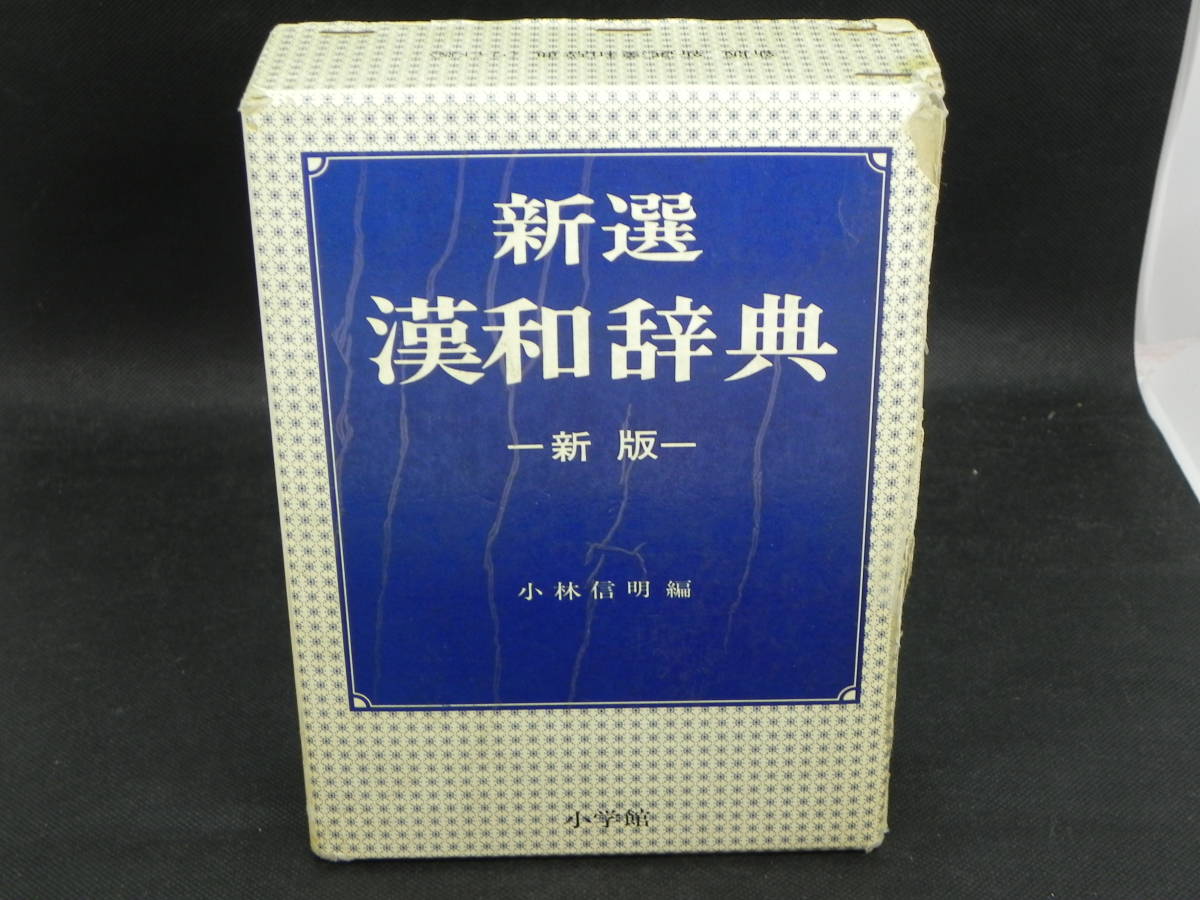 新選
漢和辞典
—新 版—
小林信明編
小学館